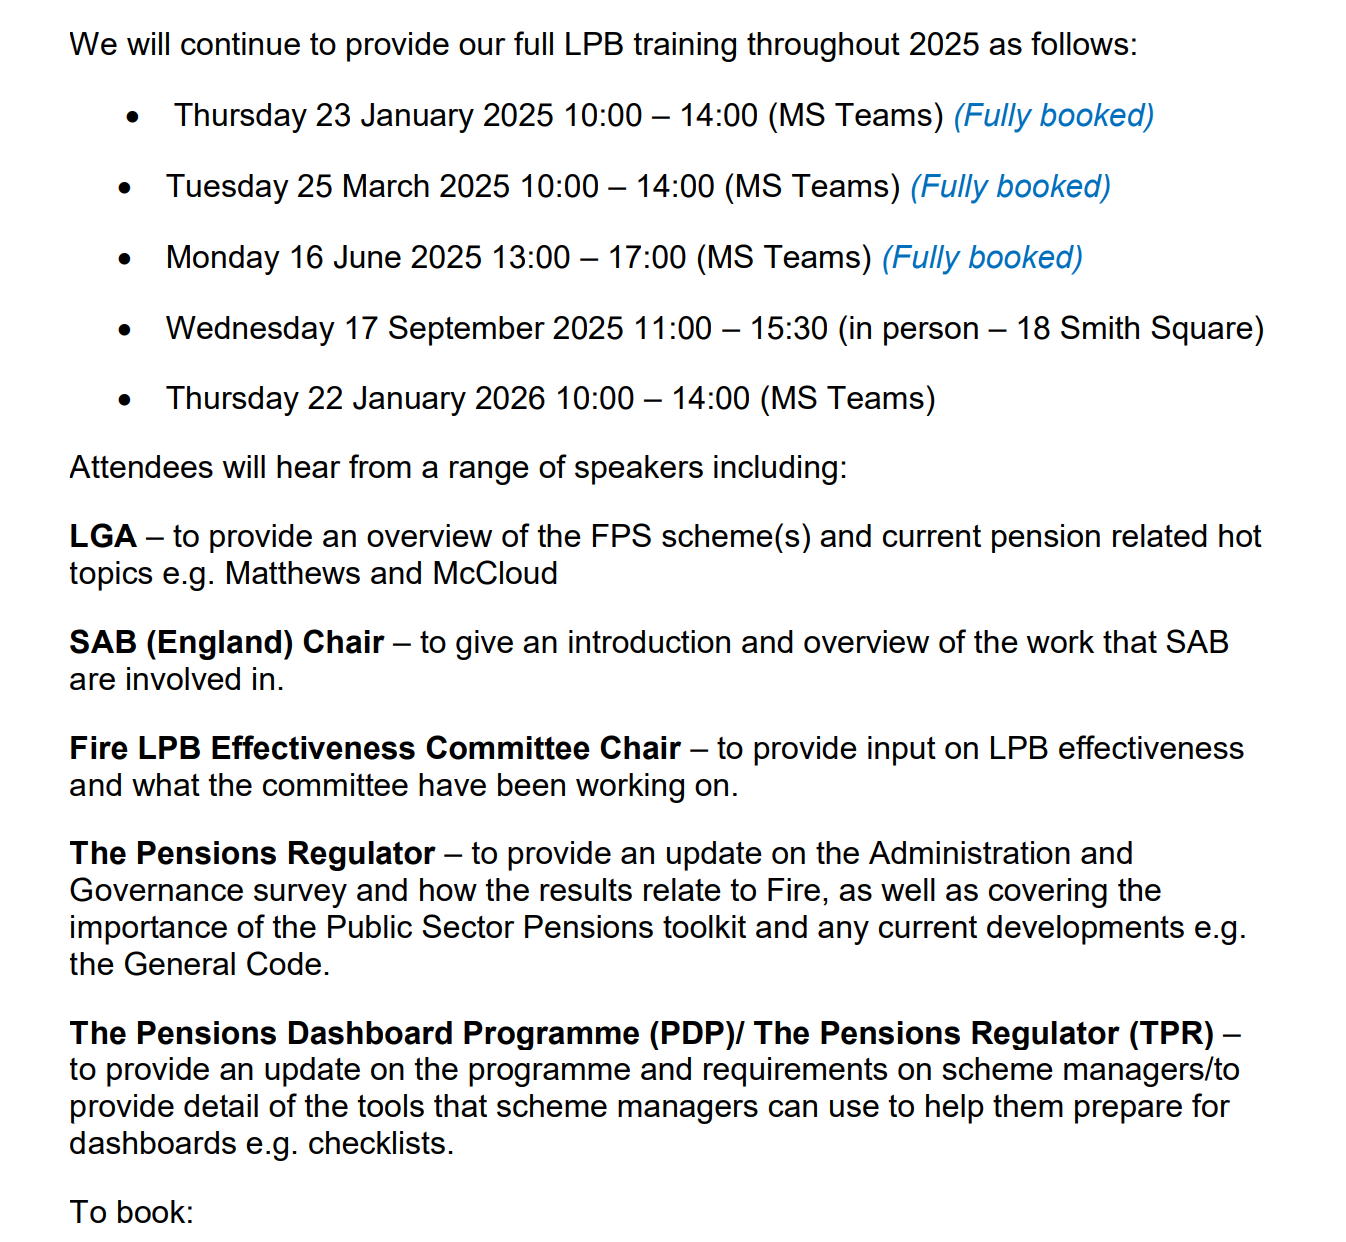 We will continue to provide our full LPB training throughout 2025 as follows:
• Thursday 23 January 2025 10:00 – 14:00 (MS Teams) (Fully booked)
• Tuesday 25 March 2025 10:00 – 14:00 (MS Teams) (Fully booked)
• Monday 16 June 2025 13:00 – 17:00 (MS Teams) (Fully booked)
• Wednesday 17 September 2025 11:00 – 15:30 (in person – 18 Smith Square)
• Thursday 22 January 2026 10:00 – 14:00 (MS Teams)
Attendees will hear from a range of speakers including:
LGA – to provide an overview of the FPS scheme(s) and current pension related hot
topics e.g. Matthews and McCloud
SAB (England) Chair – to give an introduction and overview of the work that SAB
are involved in.
Fire LPB Effectiveness Committee Chair – to provide input on LPB effectiveness
and what the committee have been working on.
The Pensions Regulator – to provide an update on the Administration and
Governance survey and how the results relate to Fire, as well as covering the
importance of the Public Sector Pensions toolkit and any current developments e.g.
the General Code.
The Pensions Dashboard Programme (PDP)/ The Pensions Regulator (TPR) –
to provide an update on the programme and requirements on scheme managers/to
provide detail of the tools that scheme managers can use to help them prepare for
dashboards e.g. checklists.
To book: